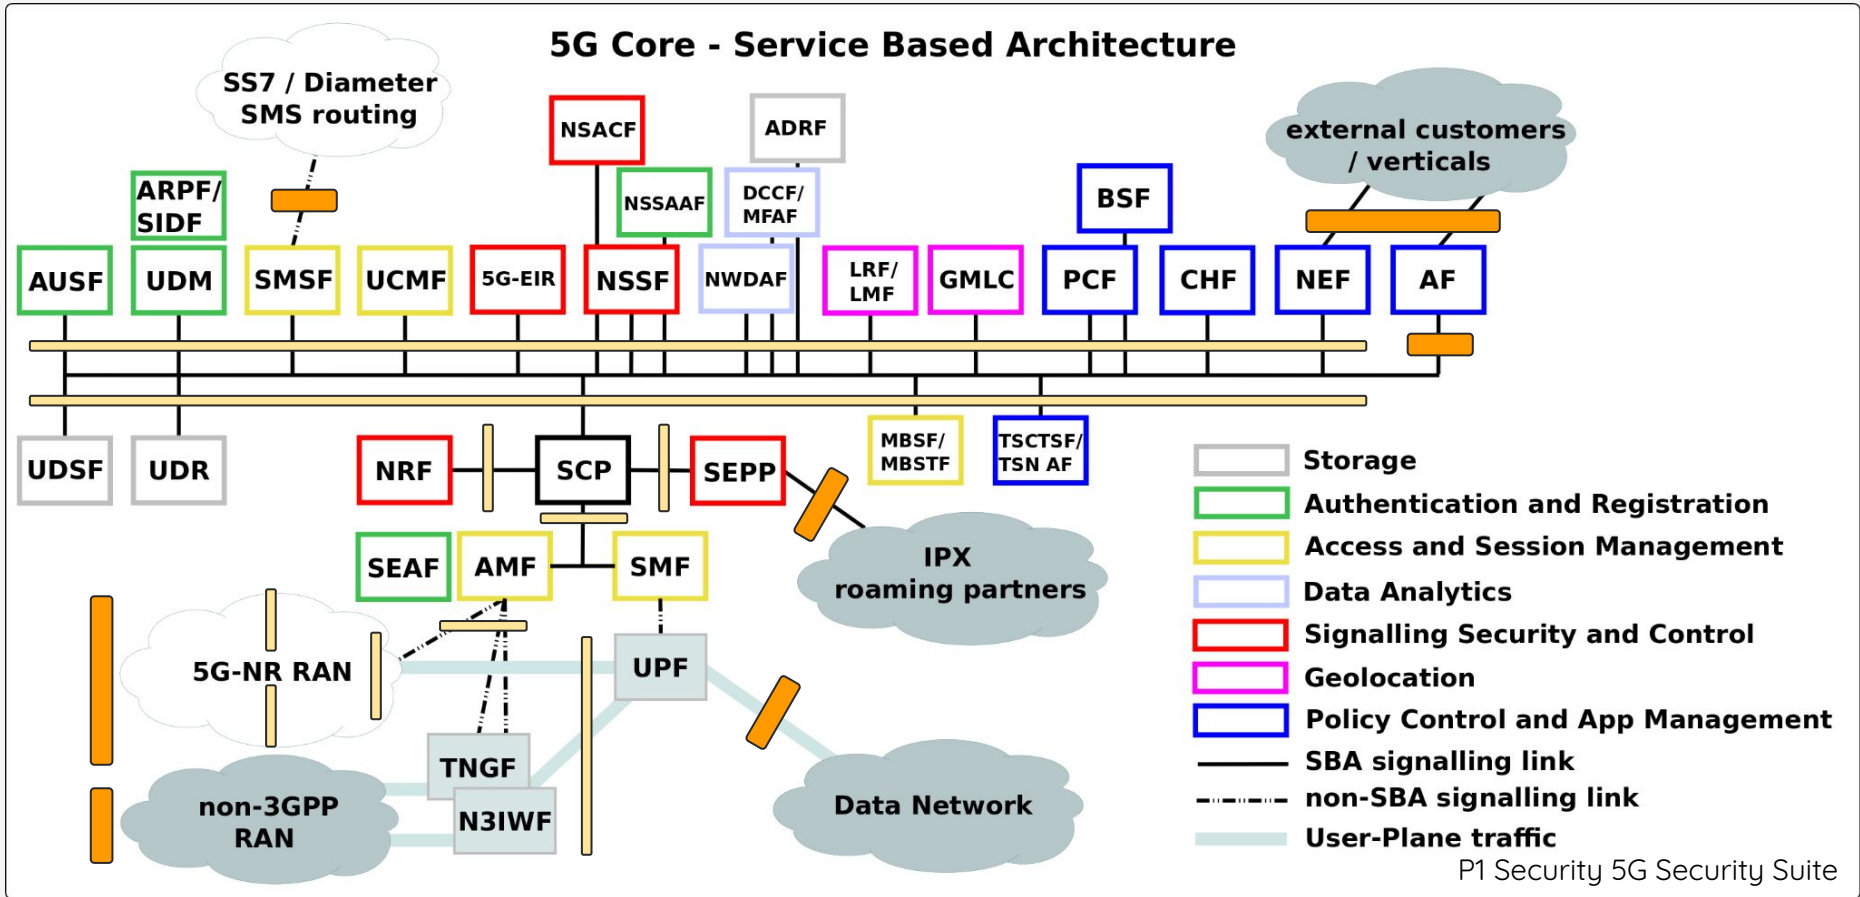 5G Core - Service Based Architecture
SS7 / Diameter
SMS routing
external customers
/ verticals
NSACF
ADRF
ARPF/
SIDF
NSSAAF
DCCF/
MFAF
BSF
AUSF
UDM
SMSF
UCMF
5G-EIR
NSSF
NWDAF
LRF/
LMF
GMLC
PCF
CHF
NEF
AF
UDSF
UDR
NRF
SCP
SEPP
MBSF/
MBSTF
TSCTSF/
TSN AF
SEAF
AMF
SMF
IPX
roaming partners
5G-NR RAN
UPF
TNGF
N3IWF
non-3GPP
RAN
Data Network
Storage
Authentication and Registration
Access and Session Management
Data Analytics
Signalling Security and Control
Geolocation
Policy Control and App Management
SBA signalling link
non-SBA signalling link
User-Plane traffic
P1 Security 5G Security Suite